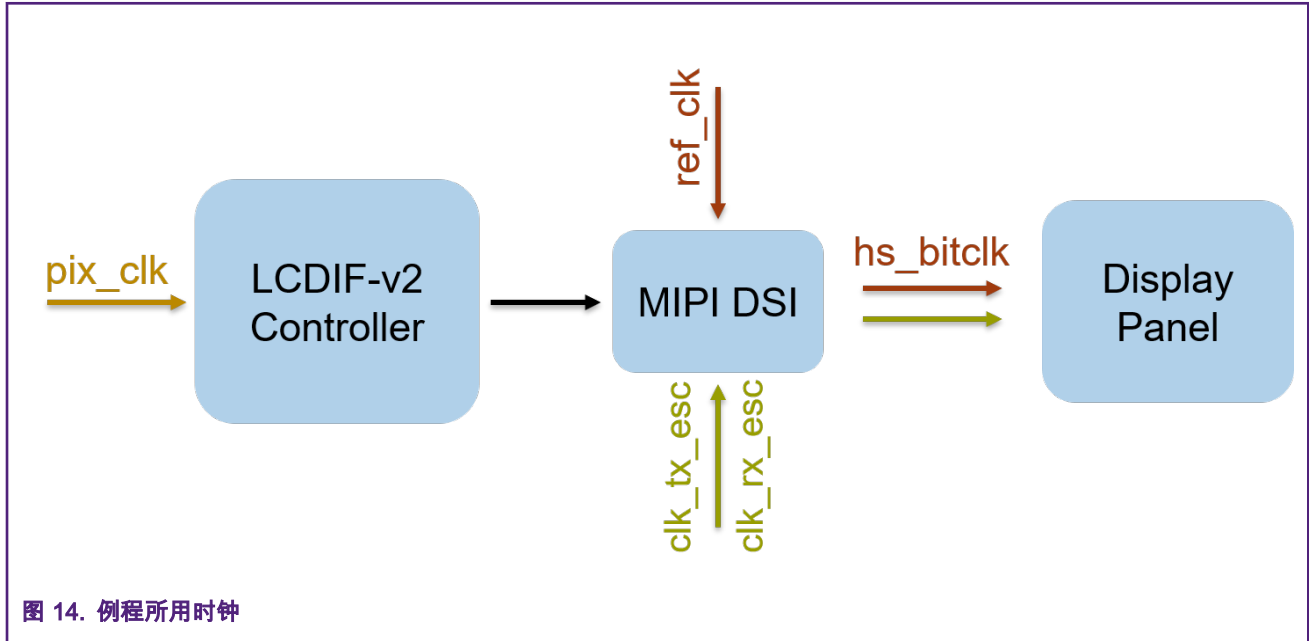 ref_clk
pix_clk
LCDIF-v2
Controller
MIPI DSI
hs_bitclk
Display
Panel
clk_tx_esc
clk_rx_esc
图 14. 例程所用时钟